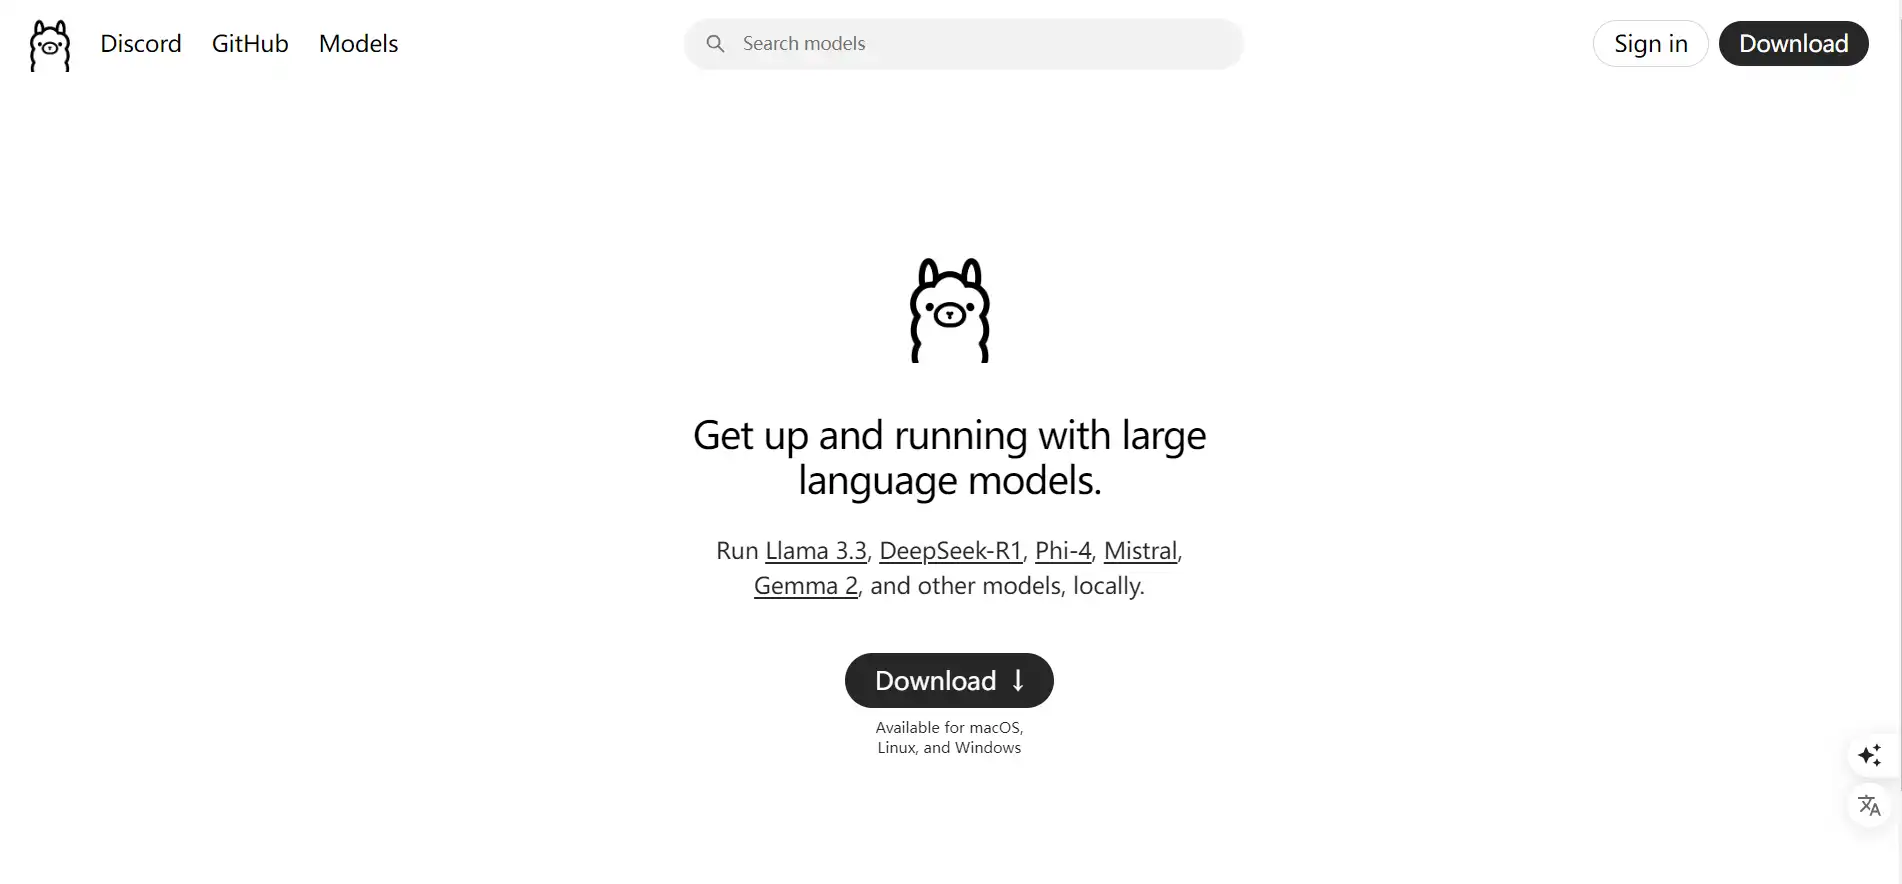 Discord GitHub Models
Search models
Sign in Download
Get up and running with large
language models.
Run Llama 3.3, DeepSeek-R1, Phi-4, Mistral,
Gemma 2, and other models, locally.
Download ↓
Available for macOS,
Linux, and Windows